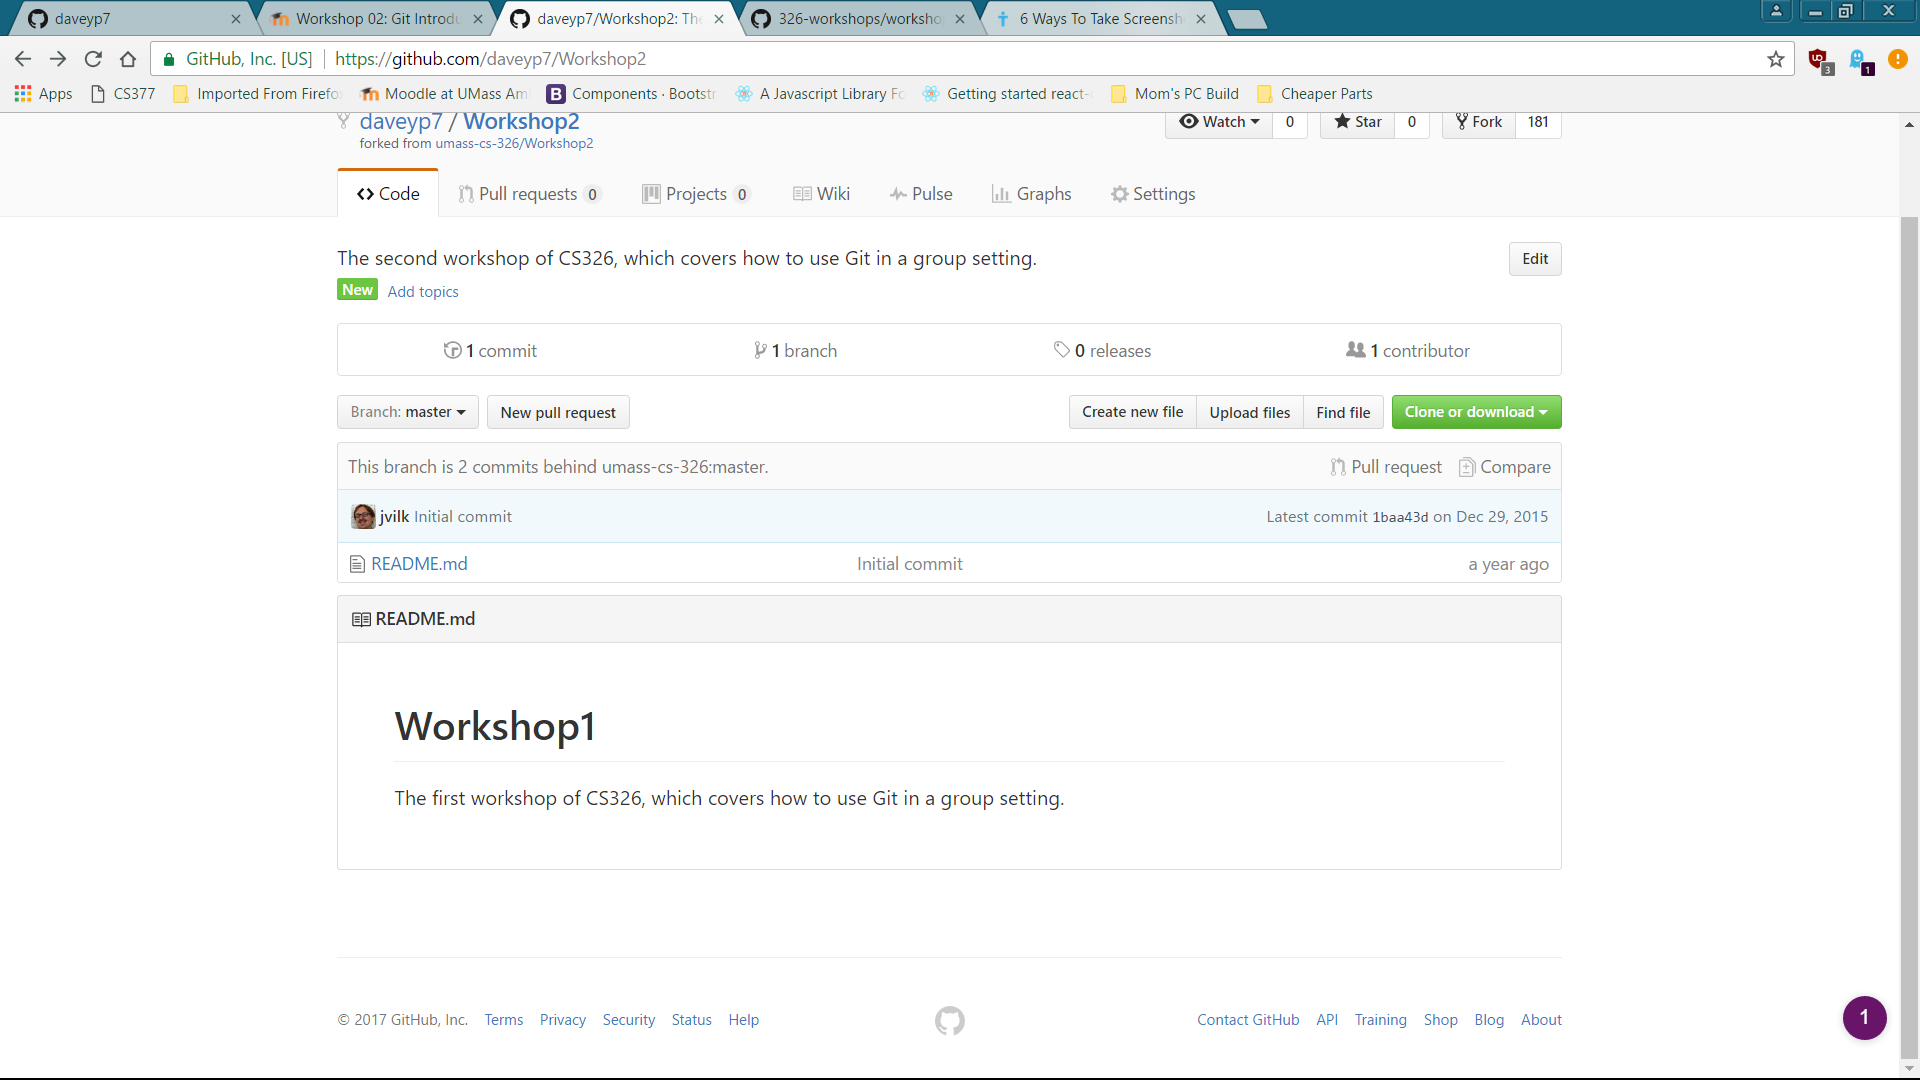 daveyp7
Workshop 02: Git Introdu
daveyp7/Workshop2: The
326-workshops/worksho
6 Ways To Take Screensh
GitHub, Inc. [US] https://github.com/daveyp7/Workshop2
3 1
Apps CS377 Imported From Firefo Moodle at UMass Am Components · Bootstr A Javascript Library Fo Getting started react- Mom's PC Build Cheaper Parts
daveyp7 / Workshop2
Watch 0 Star 0 Fork 181
forked from umass-cs-326/Workshop2
Code Pull requests 0 Projects 0 Wiki Pulse Graphs Settings
The second workshop of CS326, which covers how to use Git in a group setting.
Edit
New Add topics
1 commit 1 branch 0 releases 1 contributor
Branch: master New pull request Create new file Upload files Find file Clone or download
This branch is 2 commits behind umass-cs-326:master. Pull request Compare
jvilk Initial commit Latest commit 1baa43d on Dec 29, 2015
README.md Initial commit a year ago
README.md
Workshop1
The first workshop of CS326, which covers how to use Git in a group setting.
© 2017 GitHub, Inc. Terms Privacy Security Status Help Contact GitHub API Training Shop Blog About
1